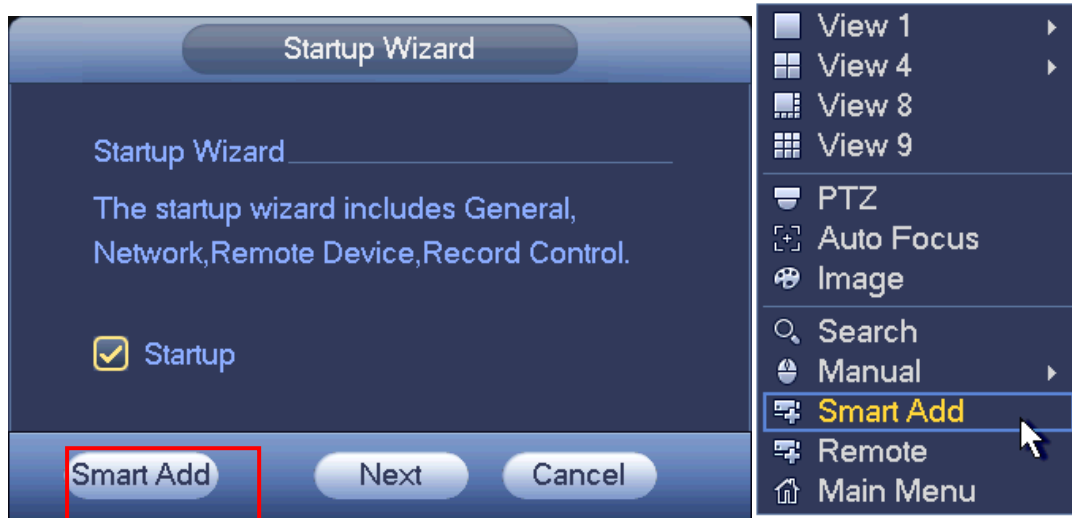 Startup Wizard
Startup Wizard
The startup wizard includes General,
Network,Remote Device,Record Control.
Startup
Smart Add
Next
Cancel
View 1
View 4
View 8
View 9
PTZ
Auto Focus
Image
Search
Manual
Smart Add
Remote
Main Menu